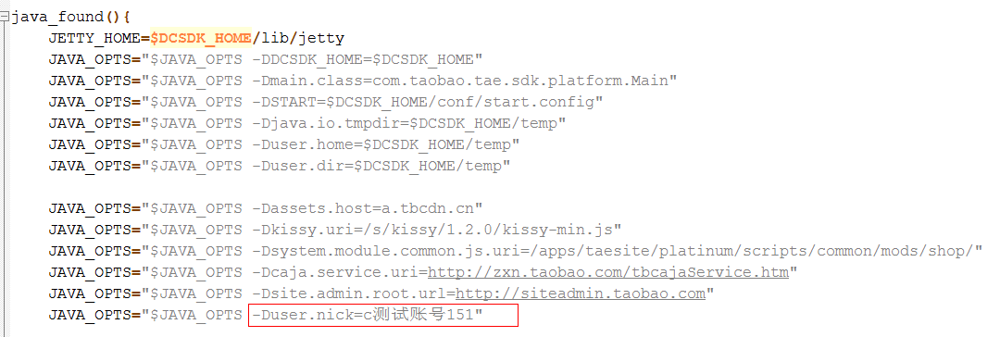 java_found(){
JETTY_HOME=$DCSDK_HOME/lib/jetty
JAVA_OPTS="$JAVA_OPTS -DDCSDK_HOME=$DCSDK_HOME"
JAVA_OPTS="$JAVA_OPTS -Dmain.class=com.taobao.tae.sdk.platform.Main"
JAVA_OPTS="$JAVA_OPTS -DSTART=$DCSDK_HOME/conf/start.config"
JAVA_OPTS="$JAVA_OPTS -Djava.io.tmpdir=$DCSDK_HOME/temp"
JAVA_OPTS="$JAVA_OPTS -Duser.home=$DCSDK_HOME/temp"
JAVA_OPTS="$JAVA_OPTS -Duser.dir=$DCSDK_HOME/temp"
JAVA_OPTS="$JAVA_OPTS -Dassets.host=a.tbcdn.cn"
JAVA_OPTS="$JAVA_OPTS -Dkissy.uri=/s/kissy/1.2.0/kissy-min.js"
JAVA_OPTS="$JAVA_OPTS -Dsystem.module.common.js.uri=/apps/taesite/platinum/scripts/common/mods/shop/"
JAVA_OPTS="$JAVA_OPTS -Dcaja.service.uri=http://zxn.taobao.com/tbcajaService.htm"
JAVA_OPTS="$JAVA_OPTS -Dsite.admin.root.url=http://siteadmin.taobao.com"
JAVA_OPTS="$JAVA_OPTS -Duser.nick=c测试账号151"